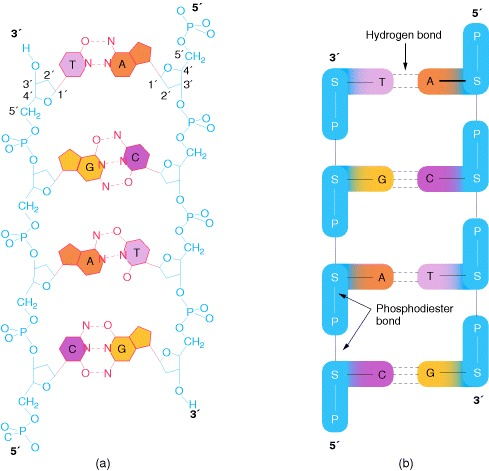 5´
O
P O
O
3´
H
O
O
CH2
5´
O N
T N A
O
4´
3´
2´
1´
2´
3´
4´
1´
O
5´
CH2
O
O
P
O
O
O
P O
O
O
CH2
N O
G N C
N O
O
O
CH2
O
O
P
O
O
O
P O
O
O
CH2
N O
A N T
O
O
O
CH2
O
O
P
O
O
O
P O
O
O
CH2
N O
C N G
O N
O
O
CH2
O
O
H
3´
P O
C
5´
(a)
5´
P
Hydrogen bond
3´
S T A S
P P
S G C S
P P
S A T S
P P
Phosphodiester
bond
S C G S
P 3´
5´
(b)